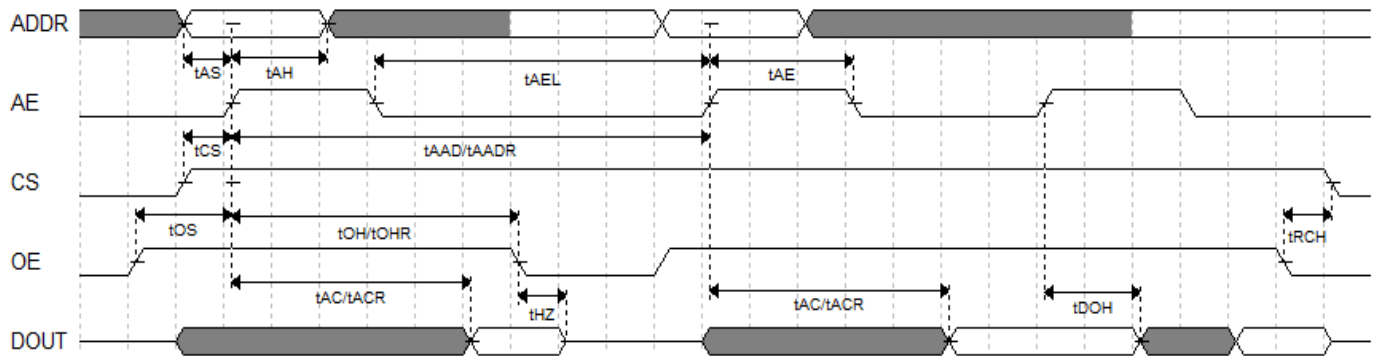 ADDR
tAS
tAH
tAEL
tAE
AE
tCS
tAAD/tAADR
CS
tOS
tOH/tOHR
tRCH
OE
tAC/tACR
tHZ
tAC/tACR
tDOH
DOUT